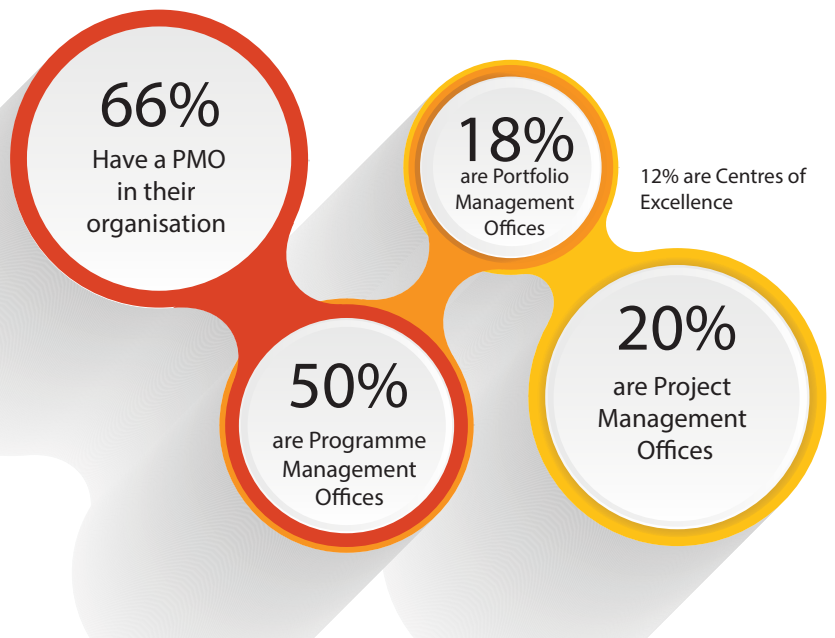 66%
Have a PMO
in their
organisation
18%
are Portfolio
Management
Offices
12% are Centres of
Excellence
50%
are Programme
Management
Offices
20%
are Project
Management
Offices